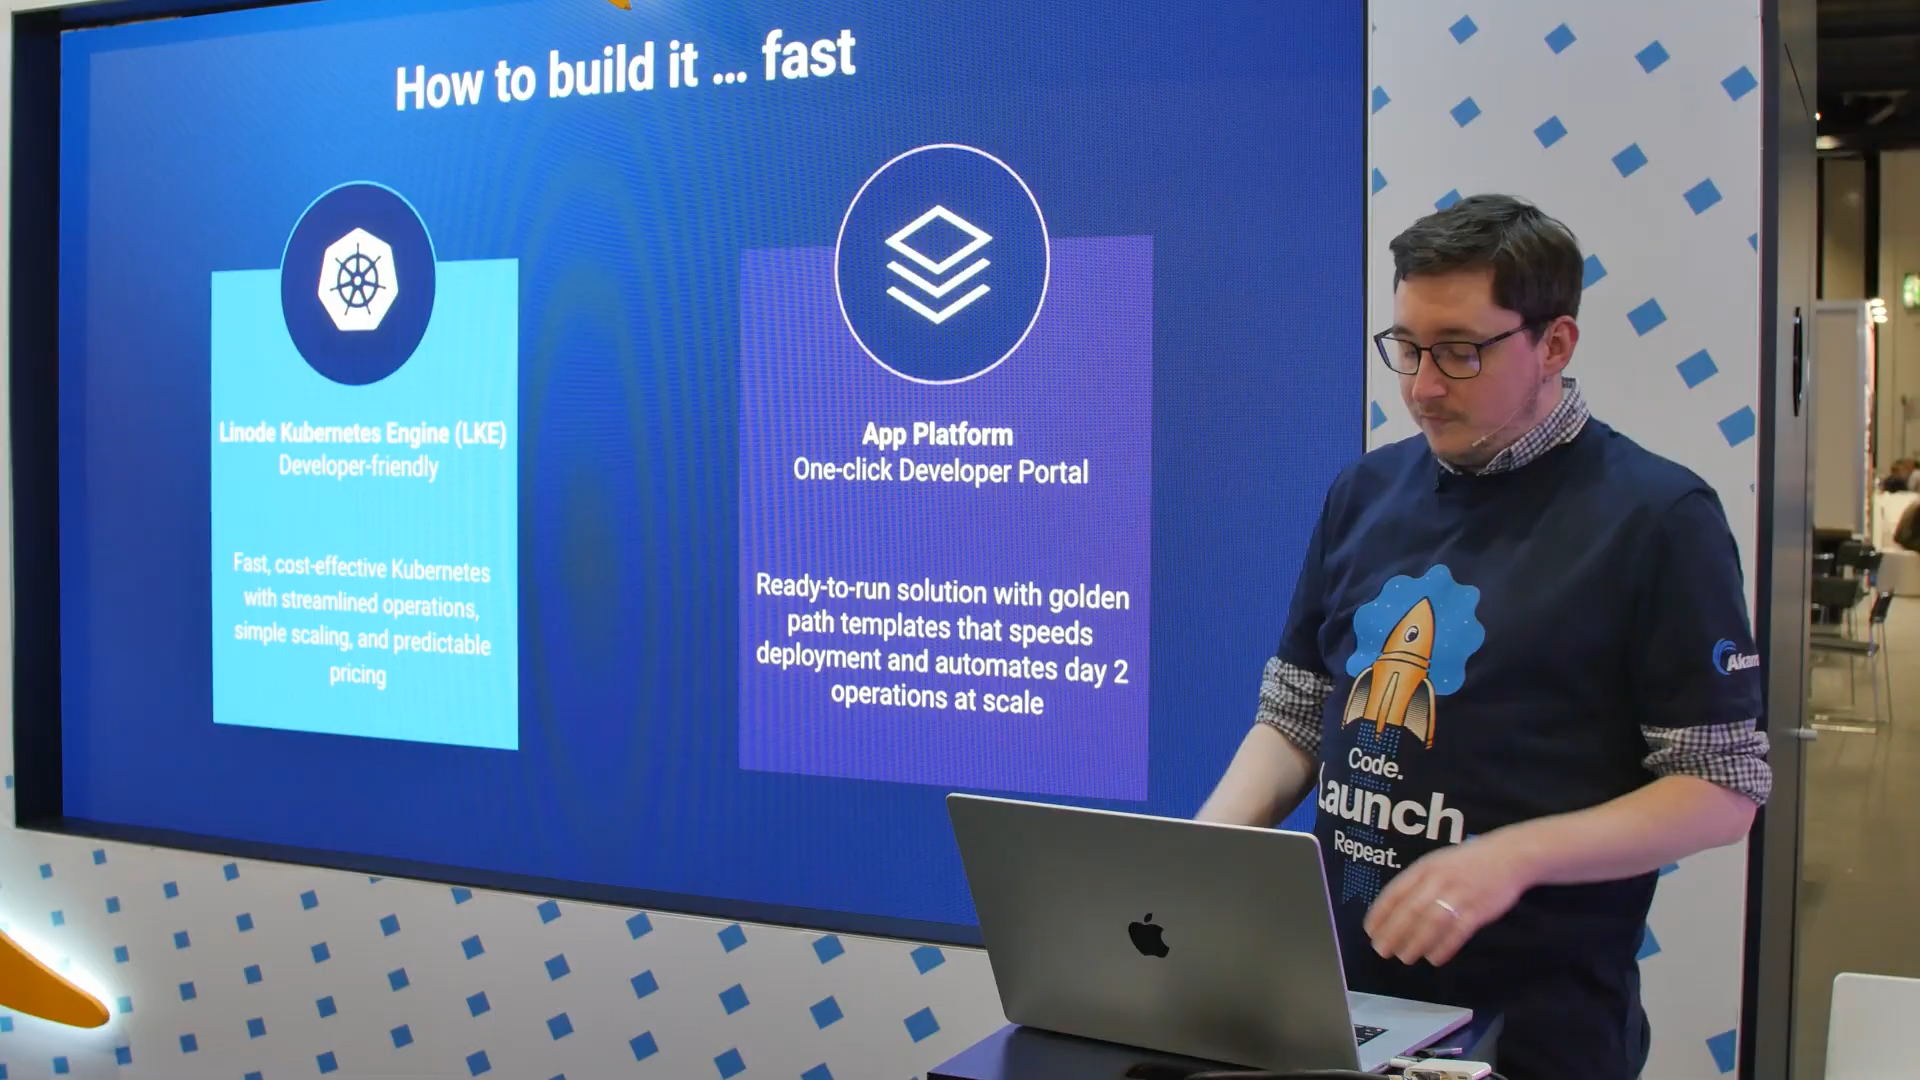 How to build it ... fast
Linode Kubernetes Engine (LKE)
Developer-friendly
Fast, cost-effective Kubernetes
with streamlined operations,
simple scaling, and predictable
pricing
App Platform
One-click Developer Portal
Ready-to-run solution with golden
path templates that speeds
deployment and automates day 2
operations at scale
Code.
Launch.
Repeat.